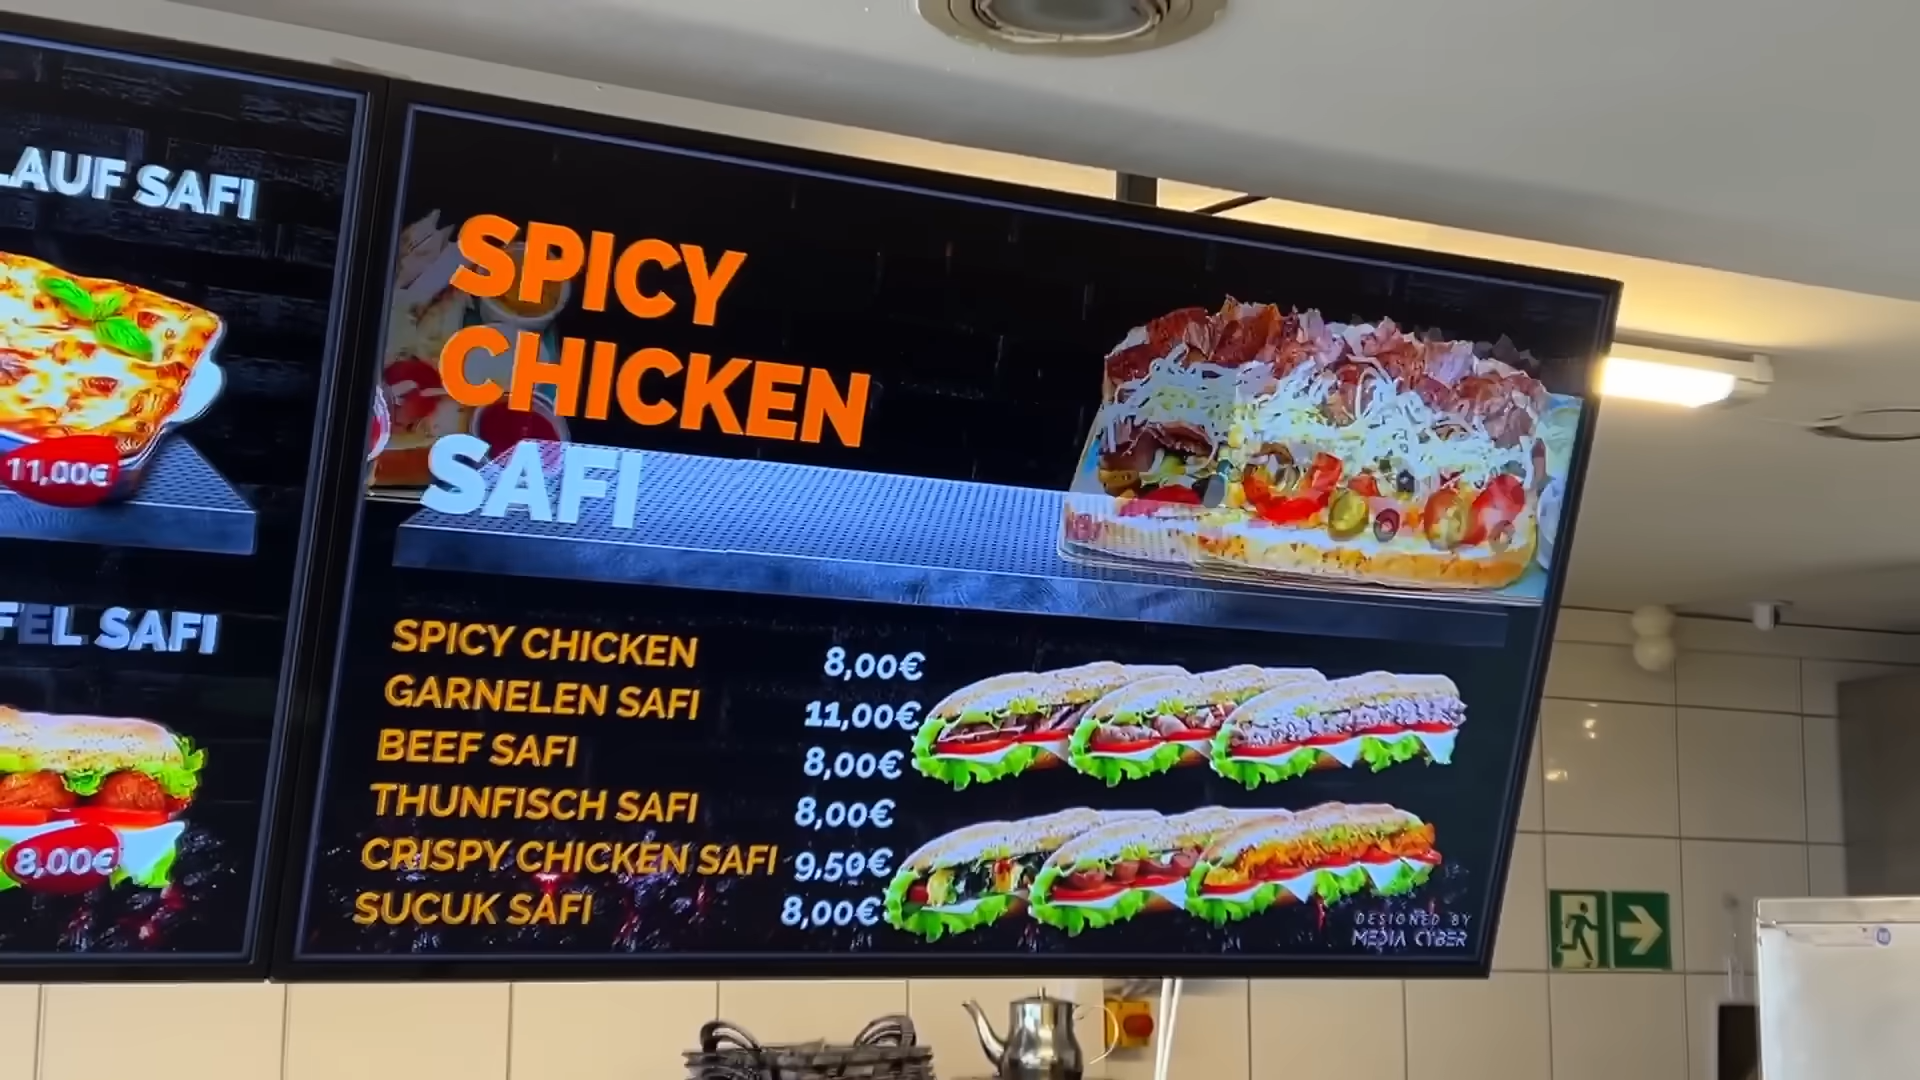 LAUF SAFI
11,00€
FEL SAFI
8,00€
SPICY
CHICKEN
SAFI
SPICY CHICKEN 8,00€
GARNELEN SAFI 11,00€
BEEF SAFI 8,00€
THUNFISCH SAFI 8,00€
CRISPY CHICKEN SAFI 9,50€
SUCUK SAFI 8,00€
DESIGNED BY
MEDIA CYBER